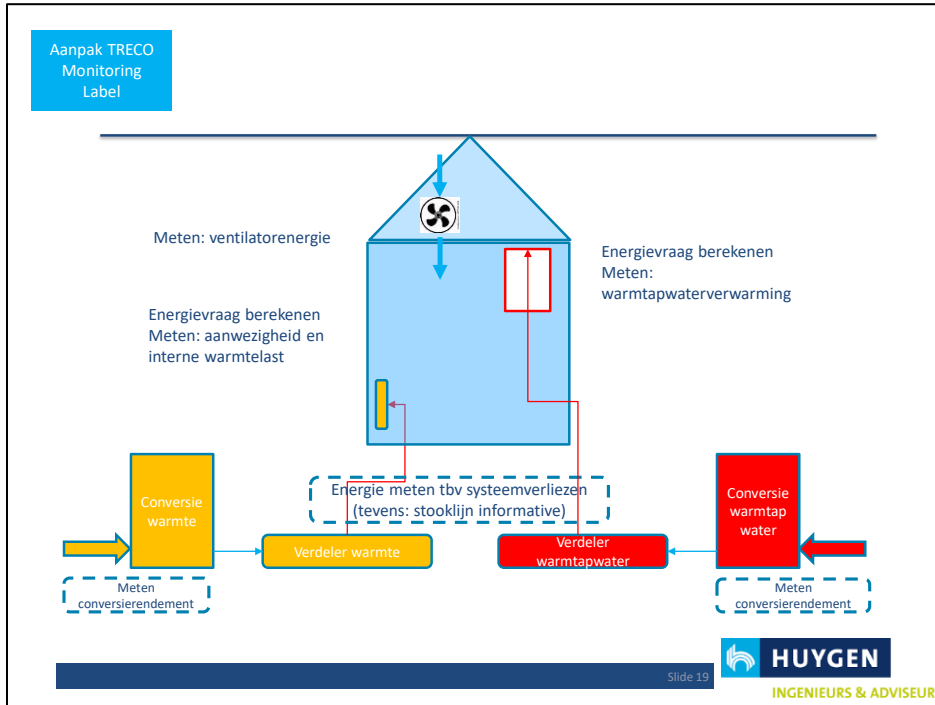 Aanpak TRECO
Monitoring
Label
Meten: ventilatorenergie
Energievraag berekenen
Meten:
warmtapwaterverwarming
Energievraag berekenen
Meten: aanwezigheid en
interne warmtelast
Energie meten tbv systeemverliezen
(tevens: stooklijn informative)
Conversie
warmte
Conversie
warmtap
water
Verdeler warmte
Verdeler
warmtapwater
Meten
conversierendement
Meten
conversierendement
Slide 19
HUYGEN
INGENIEURS & ADVISEUR